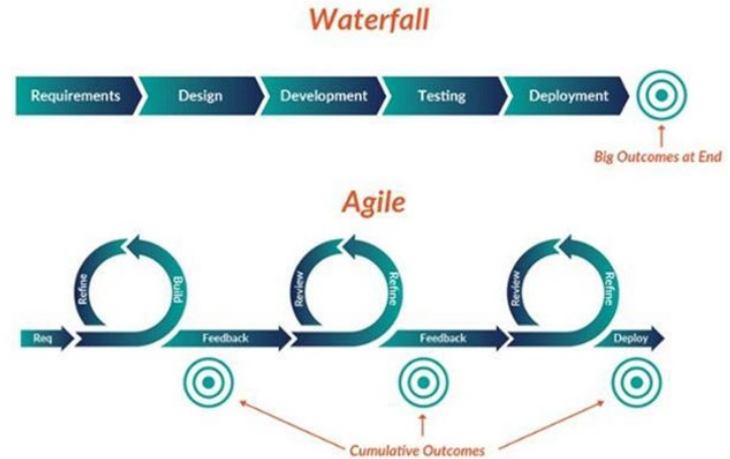 Waterfall
Requirements Design Development Testing Deployment
Big Outcomes at End
Agile
Refine Build Review Refine Review Refine
Req Feedback Feedback Deploy
Cumulative Outcomes